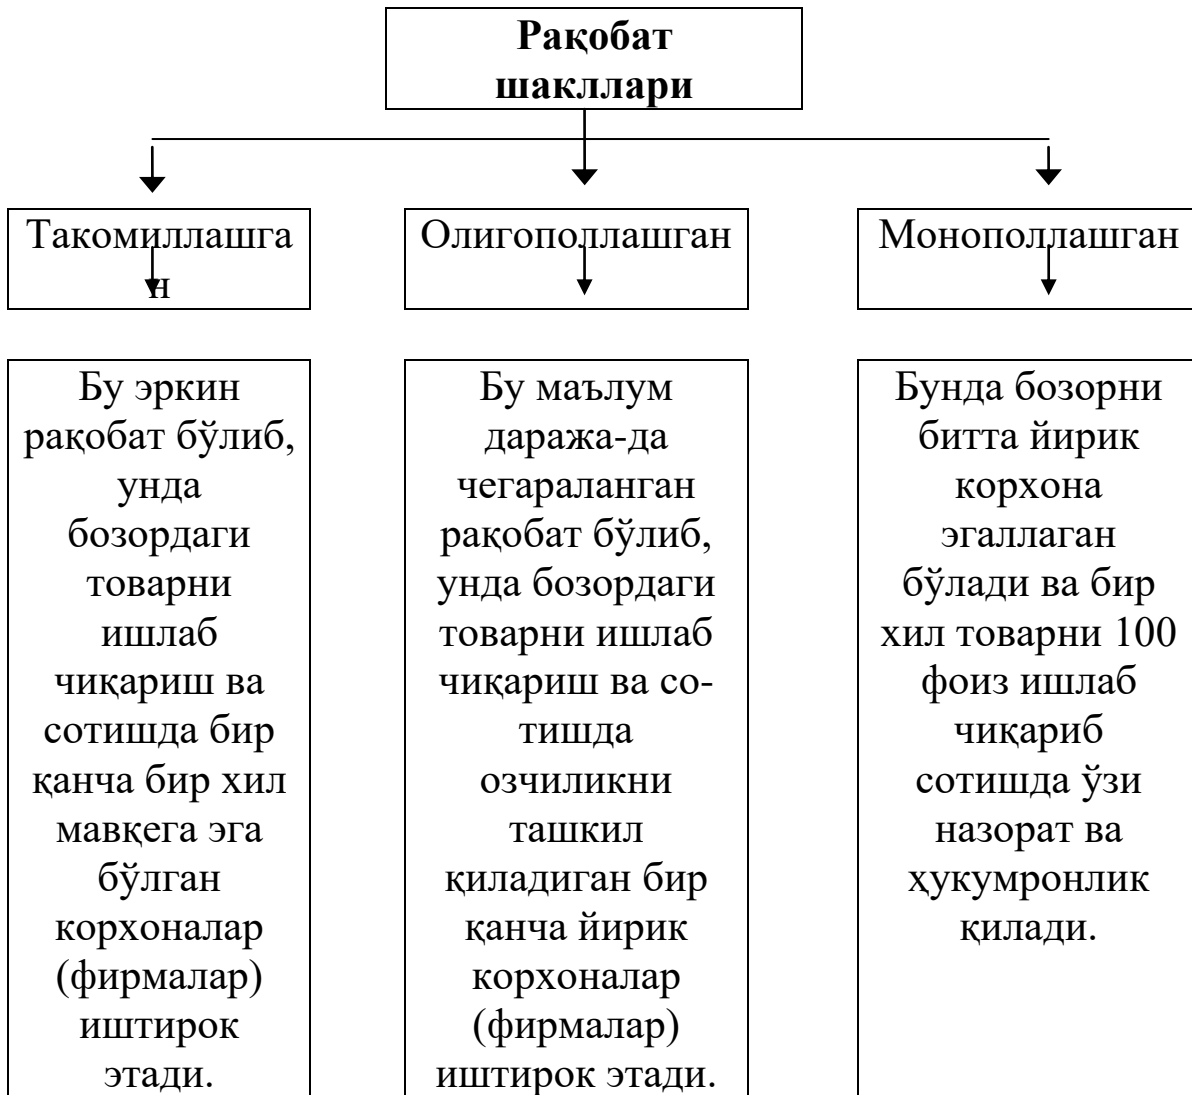 Рақобат
шакллари
Такомиллашга
н
Олигополлашган
Монополлашган
Бу эркин
рақобат бўлиб,
унда
бозордаги
товарни
ишлаб
чиқариш ва
сотишда бир
қанча бир хил
мавқега эга
бўлган
корхоналар
(фирмалар)
иштирок
этади.
Бу маълум
даража-да
чегараланган
рақобат бўлиб,
унда бозордаги
товарни ишлаб
чиқариш ва со-
тишда
озчиликни
ташкил
қиладиган бир
қанча йирик
корхоналар
(фирмалар)
иштирок этади.
Бунда бозорни
битта йирик
корхона
эгаллаган
бўлади ва бир
хил товарни 100
фоиз ишлаб
чиқариб
сотишда ўзи
назорат ва
ҳукумронлик
қилади.